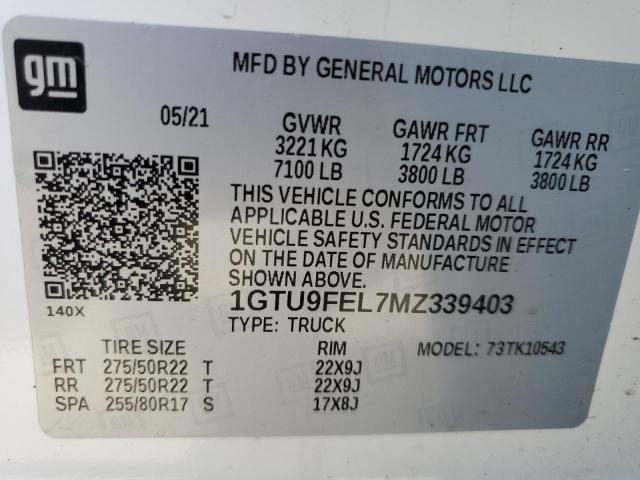 gm
MFD BY GENERAL MOTORS LLC
05/21 GVWR GAWR FRT GAWR RR
3221 KG 1724 KG 1724 KG
7100 LB 3800 LB 3800 LB
THIS VEHICLE CONFORMS TO ALL
APPLICABLE U.S. FEDERAL MOTOR
VEHICLE SAFETY STANDARDS IN EFFECT
ON THE DATE OF MANUFACTURE
SHOWN ABOVE.
140X
1GTU9FEL7MZ339403
TYPE: TRUCK
TIRE SIZE RIM MODEL: 73TK10543
FRT 275/50R22 T 22X9J
RR 275/50R22 T 22X9J
SPA 255/80R17 S 17X8J